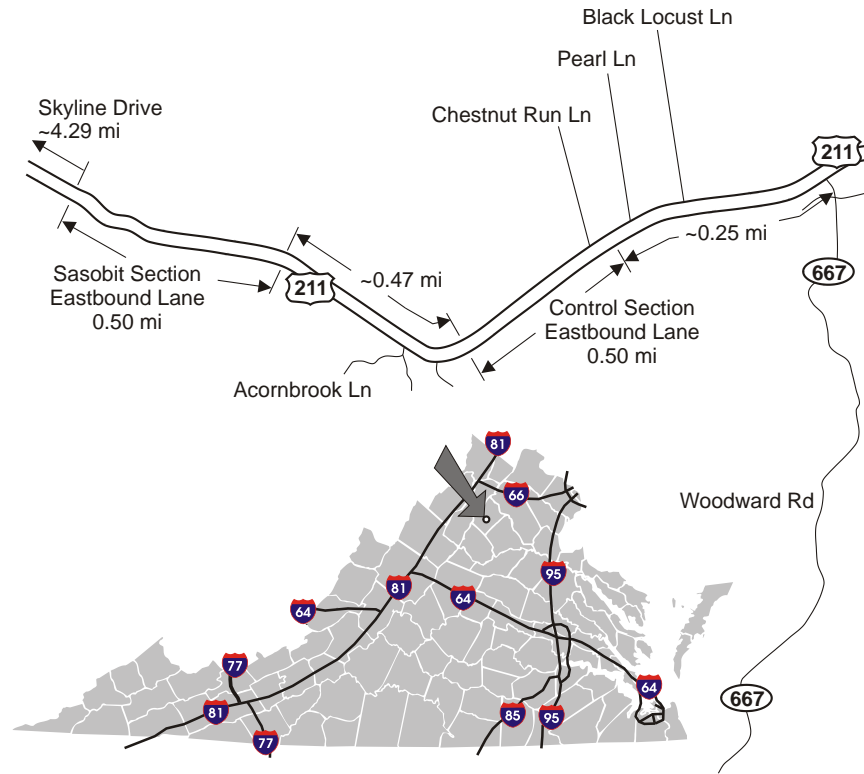 Black Locust Ln
Pearl Ln
Chestnut Run Ln
Skyline Drive
~4.29 mi
211
~0.25 mi
667
Sasobit Section
Eastbound Lane
0.50 mi
211
~0.47 mi
Control Section
Eastbound Lane
0.50 mi
Acornbrook Ln
81
66
Woodward Rd
95
81
64
64
77
64
667
81
85
95
77